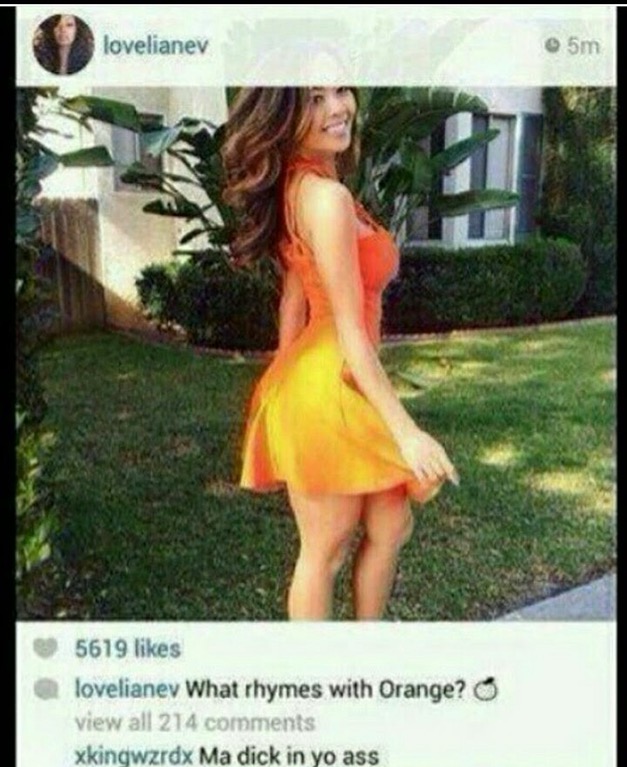 lovelianev 5m
5619 likes
lovelianev What rhymes with Orange? 🍊
view all 214 comments
xkingwzrdx Ma dick in yo ass